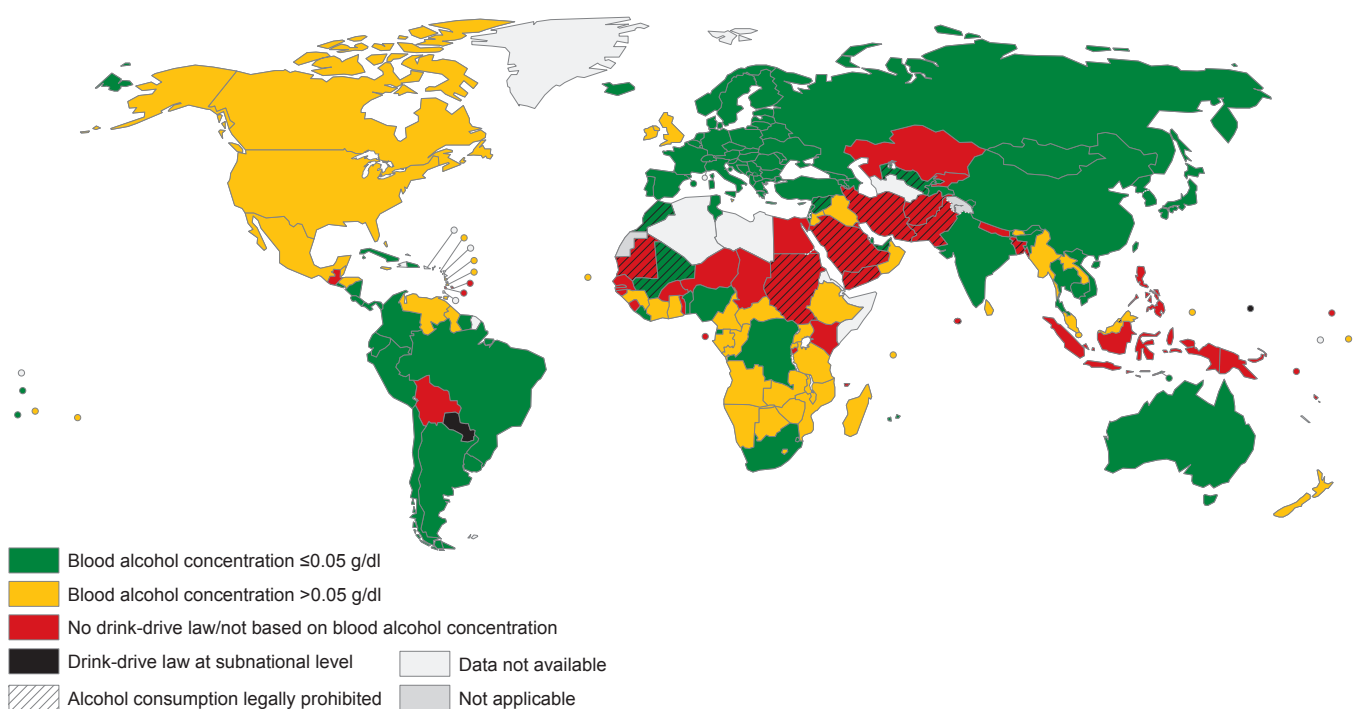 Blood alcohol concentration ≤0.05 g/dl
Blood alcohol concentration >0.05 g/dl
No drink-drive law/not based on blood alcohol concentration
Drink-drive law at subnational level
Data not available
Alcohol consumption legally prohibited
Not applicable